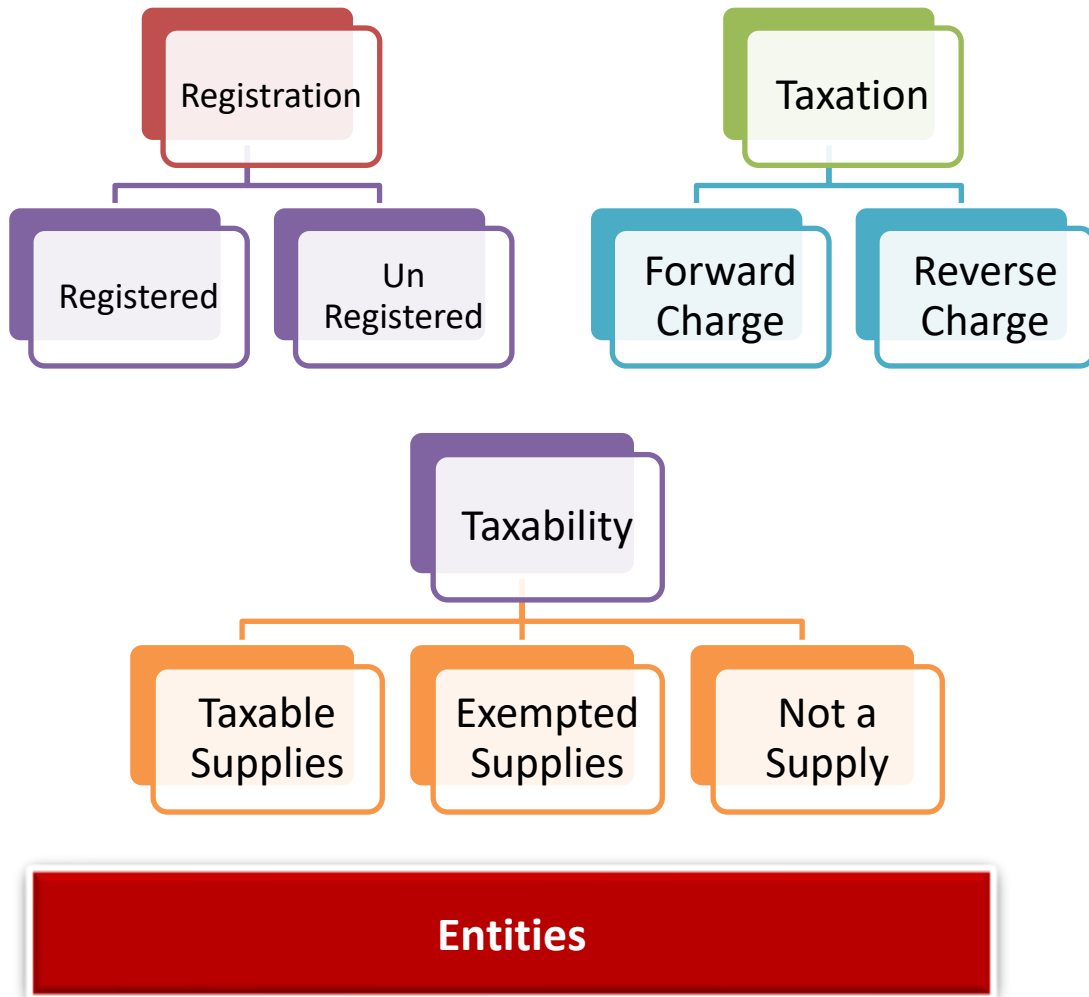 Registration
Taxation
Registered
Un
Registered
Forward
Charge
Reverse
Charge
Taxability
Taxable
Supplies
Exempted
Supplies
Not a
Supply
Entities